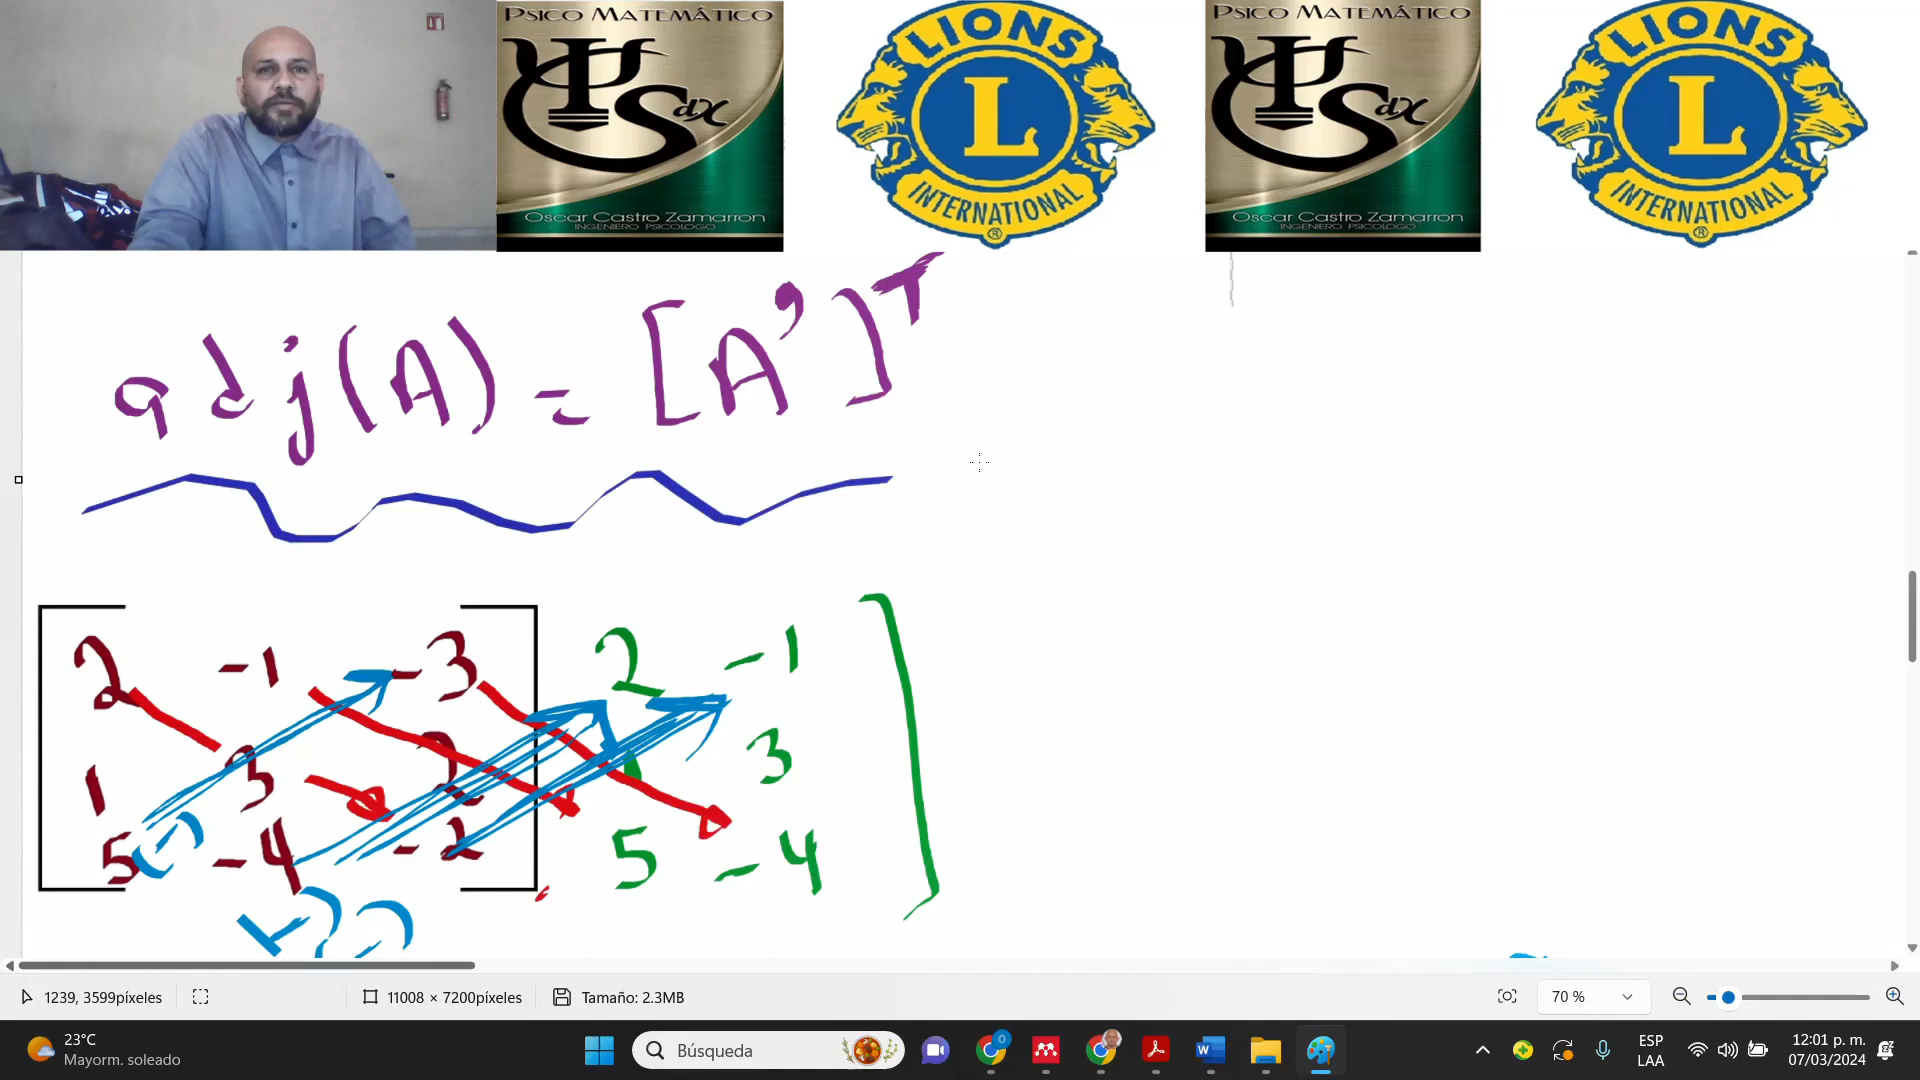 PSICO MATEMÁTICO
dx
Oscar Castro Zamarron
INGENIERO PSICOLOGO
LIONS
L
INTERNATIONAL
®
PSICO MATEMÁTICO
dx
Oscar Castro Zamarron
INGENIERO PSICOLOGO
LIONS
L
INTERNATIONAL
®
adj(A) = [A']ᵀ
2 -1 -3 2 -1
1 3 2 1 3
5 -4 -2 5 -4
1239, 3599píxeles
11008 × 7200píxeles
Tamaño: 2.3MB
70 %
23°C
Mayorm. soleado
Búsqueda
ESP
LAA
12:01 p. m.
07/03/2024